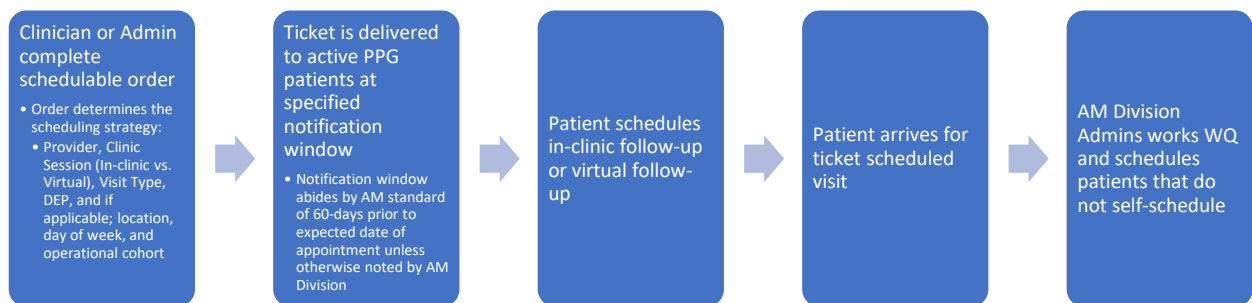 Clinician or Admin
complete
schedulable order
• Order determines the
scheduling strategy:
• Provider, Clinic
Session (In-clinic vs.
Virtual), Visit Type,
DEP, and if
applicable; location,
day of week, and
operational cohort
Ticket is delivered
to active PPG
patients at
specified
notification
window
• Notification window
abides by AM standard
of 60-days prior to
expected date of
appointment unless
otherwise noted by AM
Division
Patient schedules
in-clinic follow-up
or virtual follow-
up
Patient arrives for
ticket scheduled
visit
AM Division
Admins works WQ
and schedules
patients that do
not self-schedule